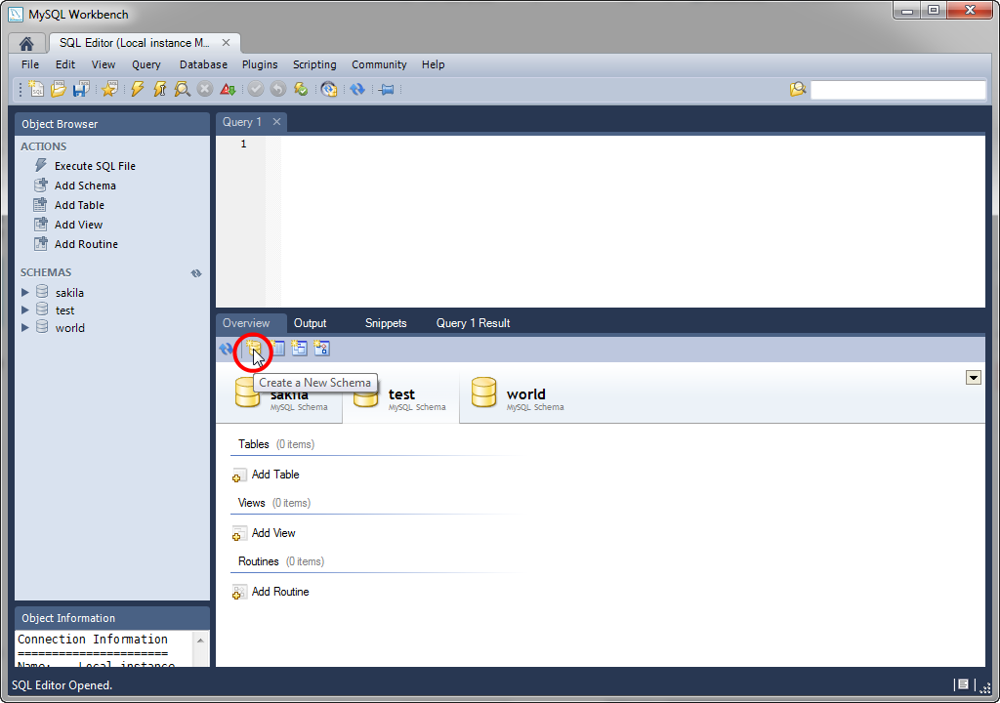 MySQL Workbench
SQL Editor (Local instance M...
File Edit View Query Database Plugins Scripting Community Help
Object Browser
ACTIONS
Execute SQL File
Add Schema
Add Table
Add View
Add Routine
SCHEMAS
sakila
test
world
Object Information
Connection Information
======================
Name: Local instance
Query 1
1
Overview Output Snippets Query 1 Result
Create a New Schema
sakila
MySQL Schema
test
MySQL Schema
world
MySQL Schema
Tables (0 items)
Add Table
Views (0 items)
Add View
Routines (0 items)
Add Routine
SQL Editor Opened.